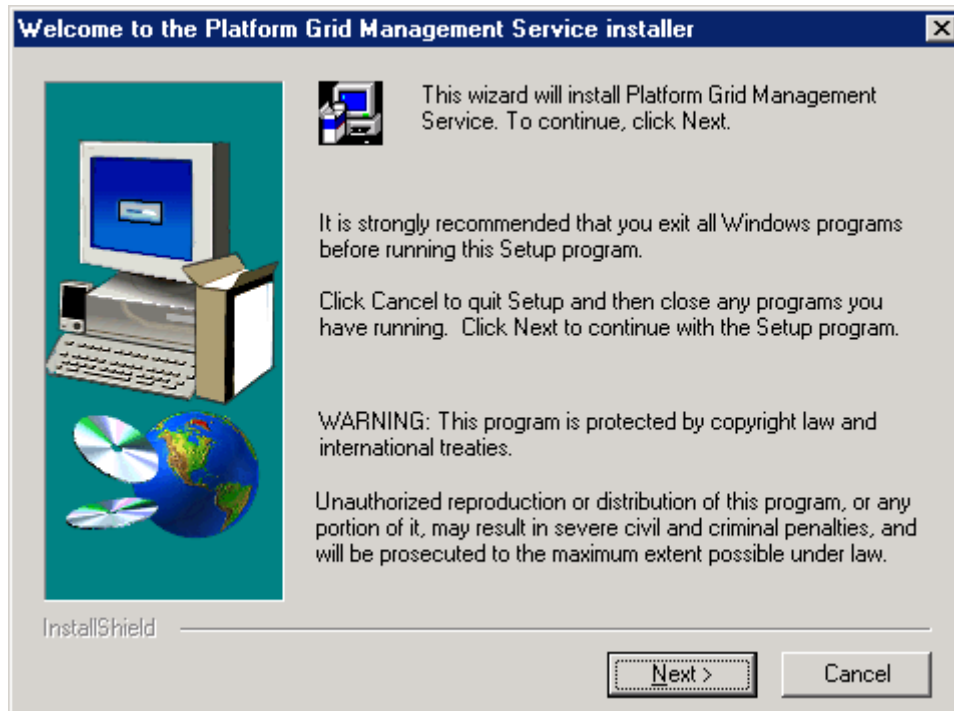 Welcome to the Platform Grid Management Service installer
This wizard will install Platform Grid Management
Service. To continue, click Next.
It is strongly recommended that you exit all Windows programs
before running this Setup program.
Click Cancel to quit Setup and then close any programs you
have running.  Click Next to continue with the Setup program.
WARNING: This program is protected by copyright law and
international treaties.
Unauthorized reproduction or distribution of this program, or any
portion of it, may result in severe civil and criminal penalties, and
will be prosecuted to the maximum extent possible under law.
InstallShield
Next >
Cancel